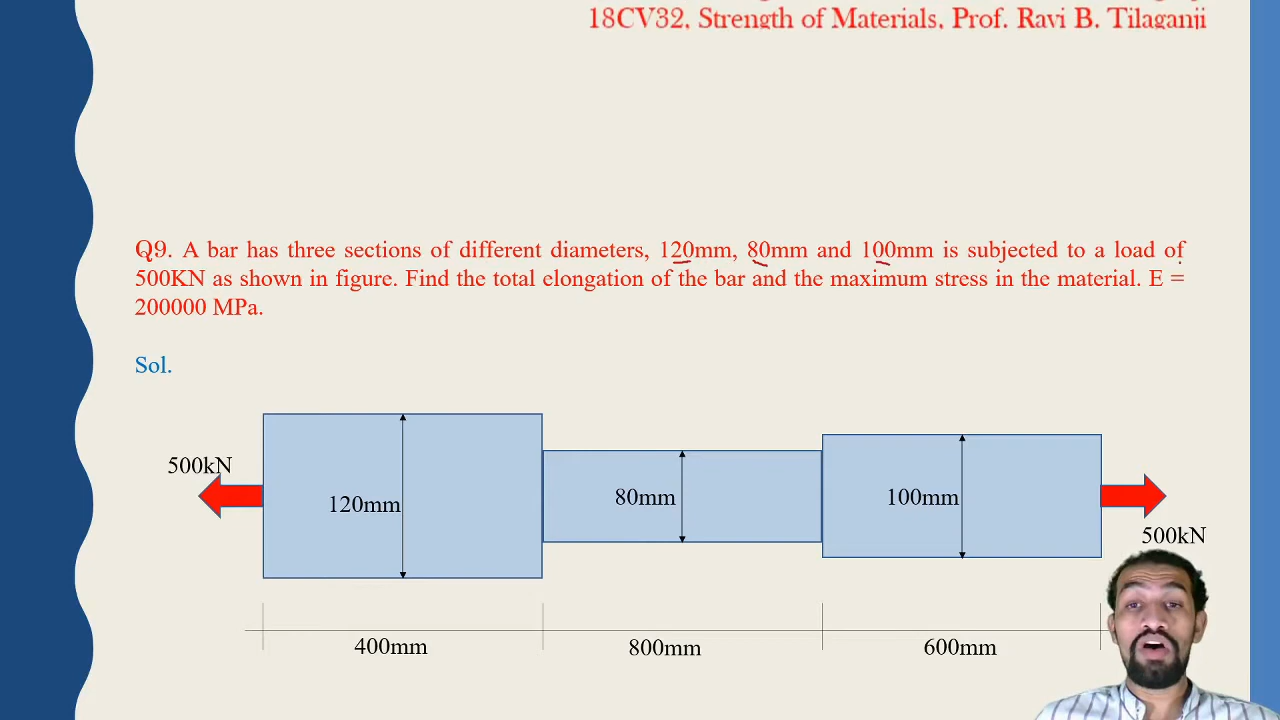 18CV32, Strength of Materials, Prof. Ravi B. Tilaganji
Q9. A bar has three sections of different diameters, 120mm, 80mm and 100mm is subjected to a load of
500KN as shown in figure. Find the total elongation of the bar and the maximum stress in the material. E =
200000 MPa.
Sol.
500kN
120mm
80mm
100mm
500kN
400mm
800mm
600mm